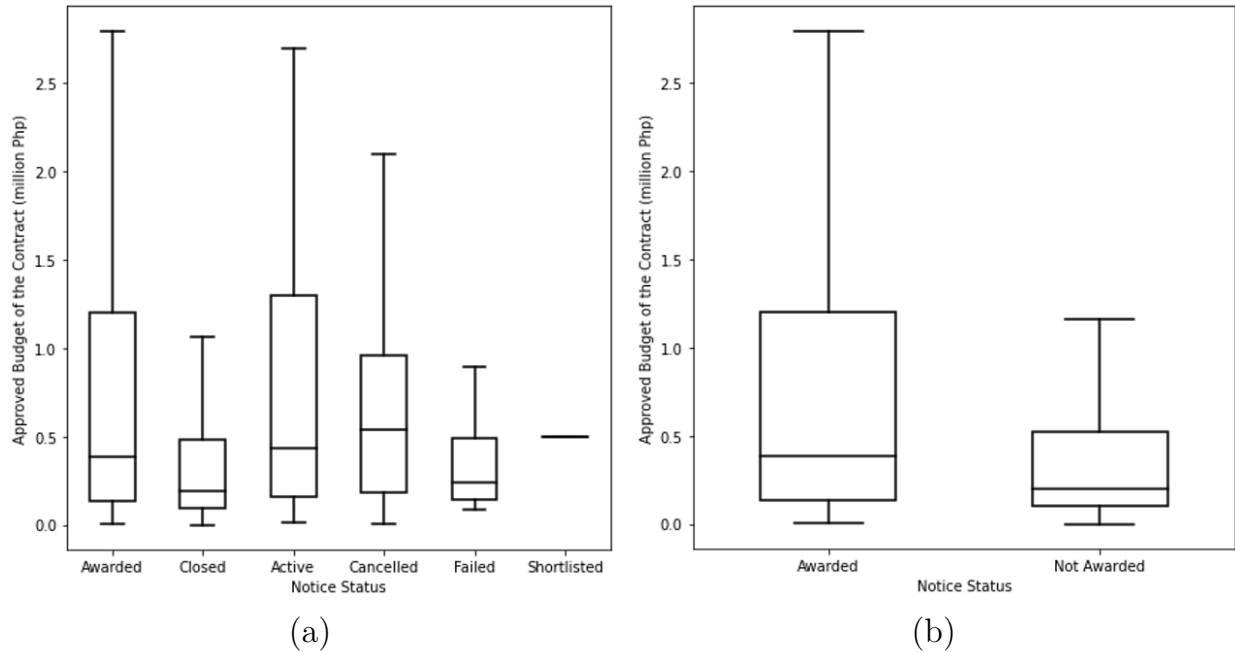 Approved Budget of the Contract (million Php)
2.5
2.0
1.5
1.0
0.5
0.0
Awarded Closed Active Cancelled Failed Shortlisted
Notice Status
(a)
Approved Budget of the Contract (million Php)
2.5
2.0
1.5
1.0
0.5
0.0
Awarded Not Awarded
Notice Status
(b)